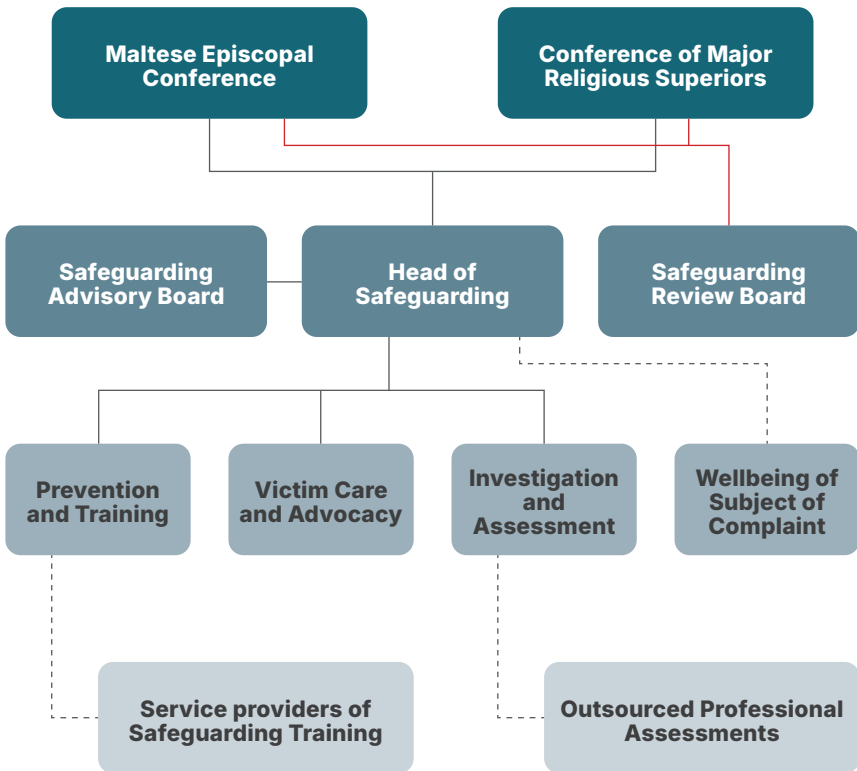 Maltese Episcopal
Conference
Conference of Major
Religious Superiors
Safeguarding
Advisory Board
Head of
Safeguarding
Safeguarding
Review Board
Prevention
and Training
Victim Care
and Advocacy
Investigation
and
Assessment
Wellbeing of
Subject of
Complaint
Service providers of
Safeguarding Training
Outsourced Professional
Assessments